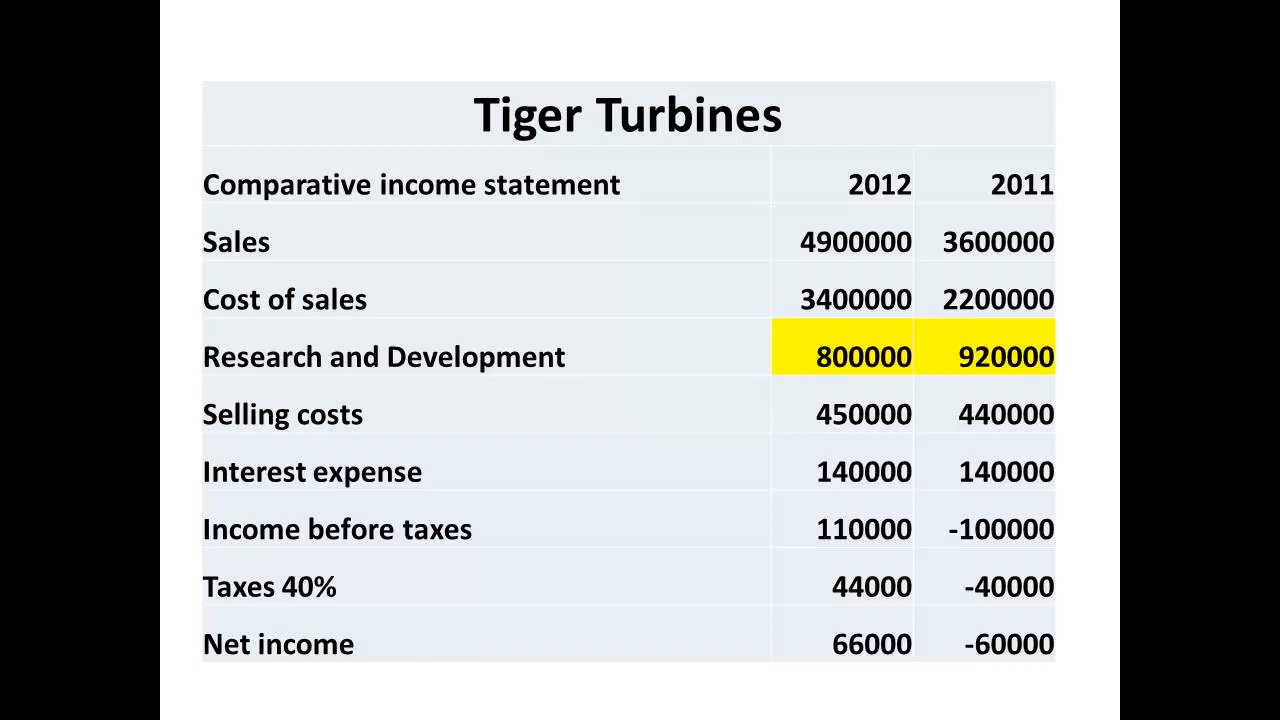 Tiger Turbines
Comparative income statement 2012 2011
Sales 4900000 3600000
Cost of sales 3400000 2200000
Research and Development 800000 920000
Selling costs 450000 440000
Interest expense 140000 140000
Income before taxes 110000 -100000
Taxes 40% 44000 -40000
Net income 66000 -60000